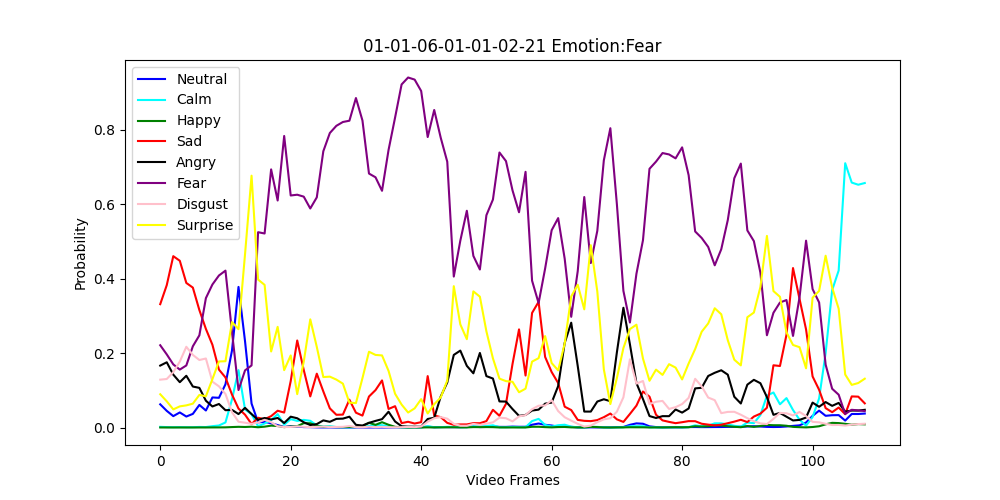 01-01-06-01-01-02-21 Emotion:Fear
Neutral
Calm
Happy
Sad
Angry
Fear
Disgust
Surprise
Probability
0.8
0.6
0.4
0.2
0.0
0 20 40 60 80 100
Video Frames